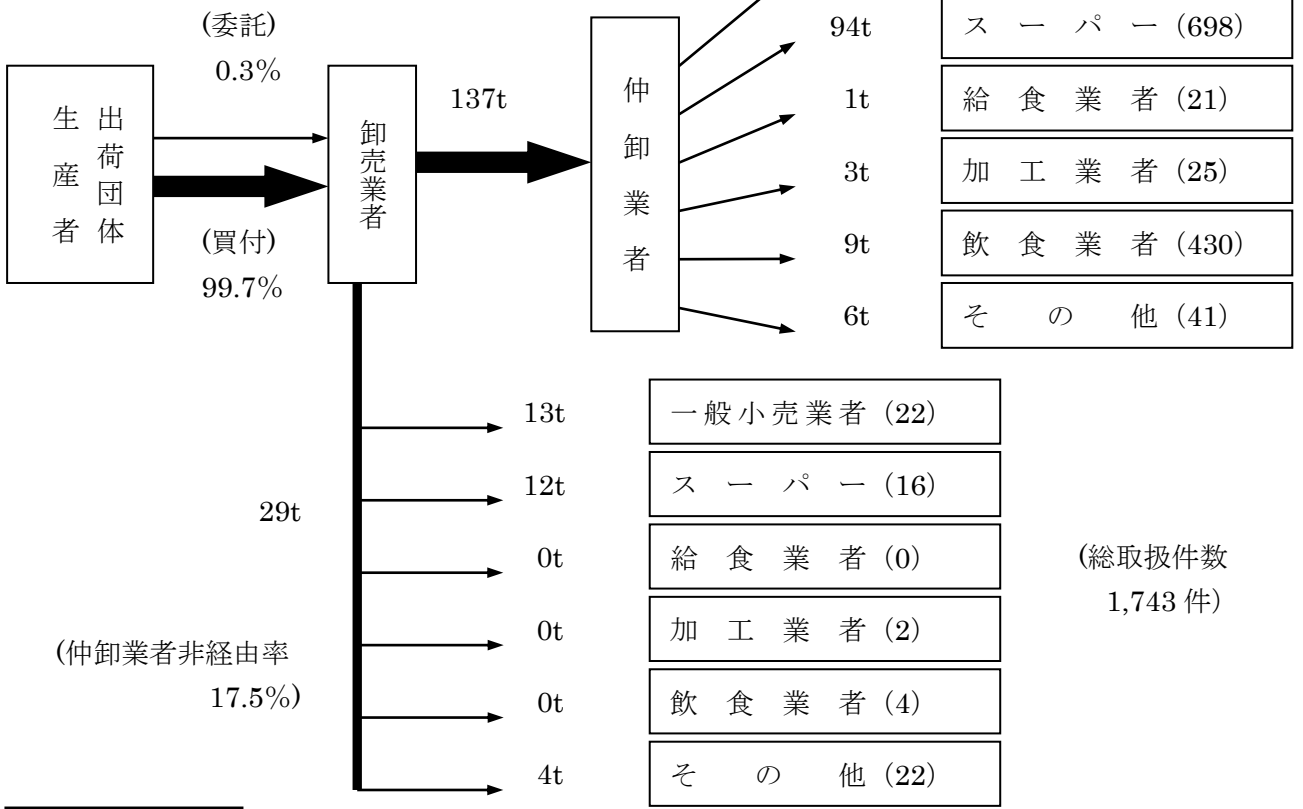 (委託)
0.3%
出荷団体
生産者
(買付)
99.7%
卸売業者
137t
仲卸業者
94t
スーパー (698)
1t
給食業者 (21)
3t
加工業者 (25)
9t
飲食業者 (430)
6t
その他 (41)
29t
(仲卸業者非経由率
17.5%)
13t
一般小売業者 (22)
12t
スーパー (16)
0t
給食業者 (0)
0t
加工業者 (2)
0t
飲食業者 (4)
4t
その他 (22)
(総取扱件数
1,743 件)